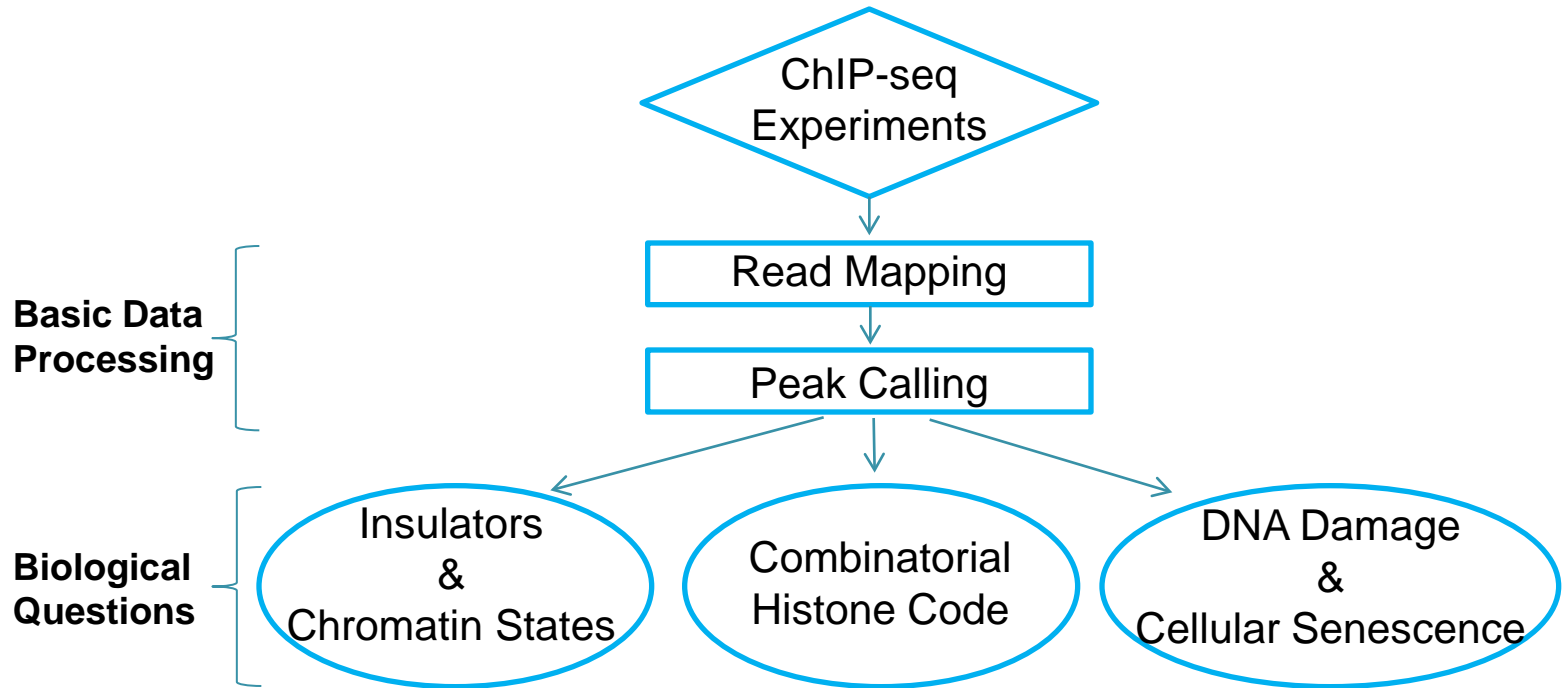 ChIP-seq
Experiments
Read Mapping
Basic Data
Processing
Peak Calling
Biological
Questions
Insulators
&
Chromatin States
Combinatorial
Histone Code
DNA Damage
&
Cellular Senescence